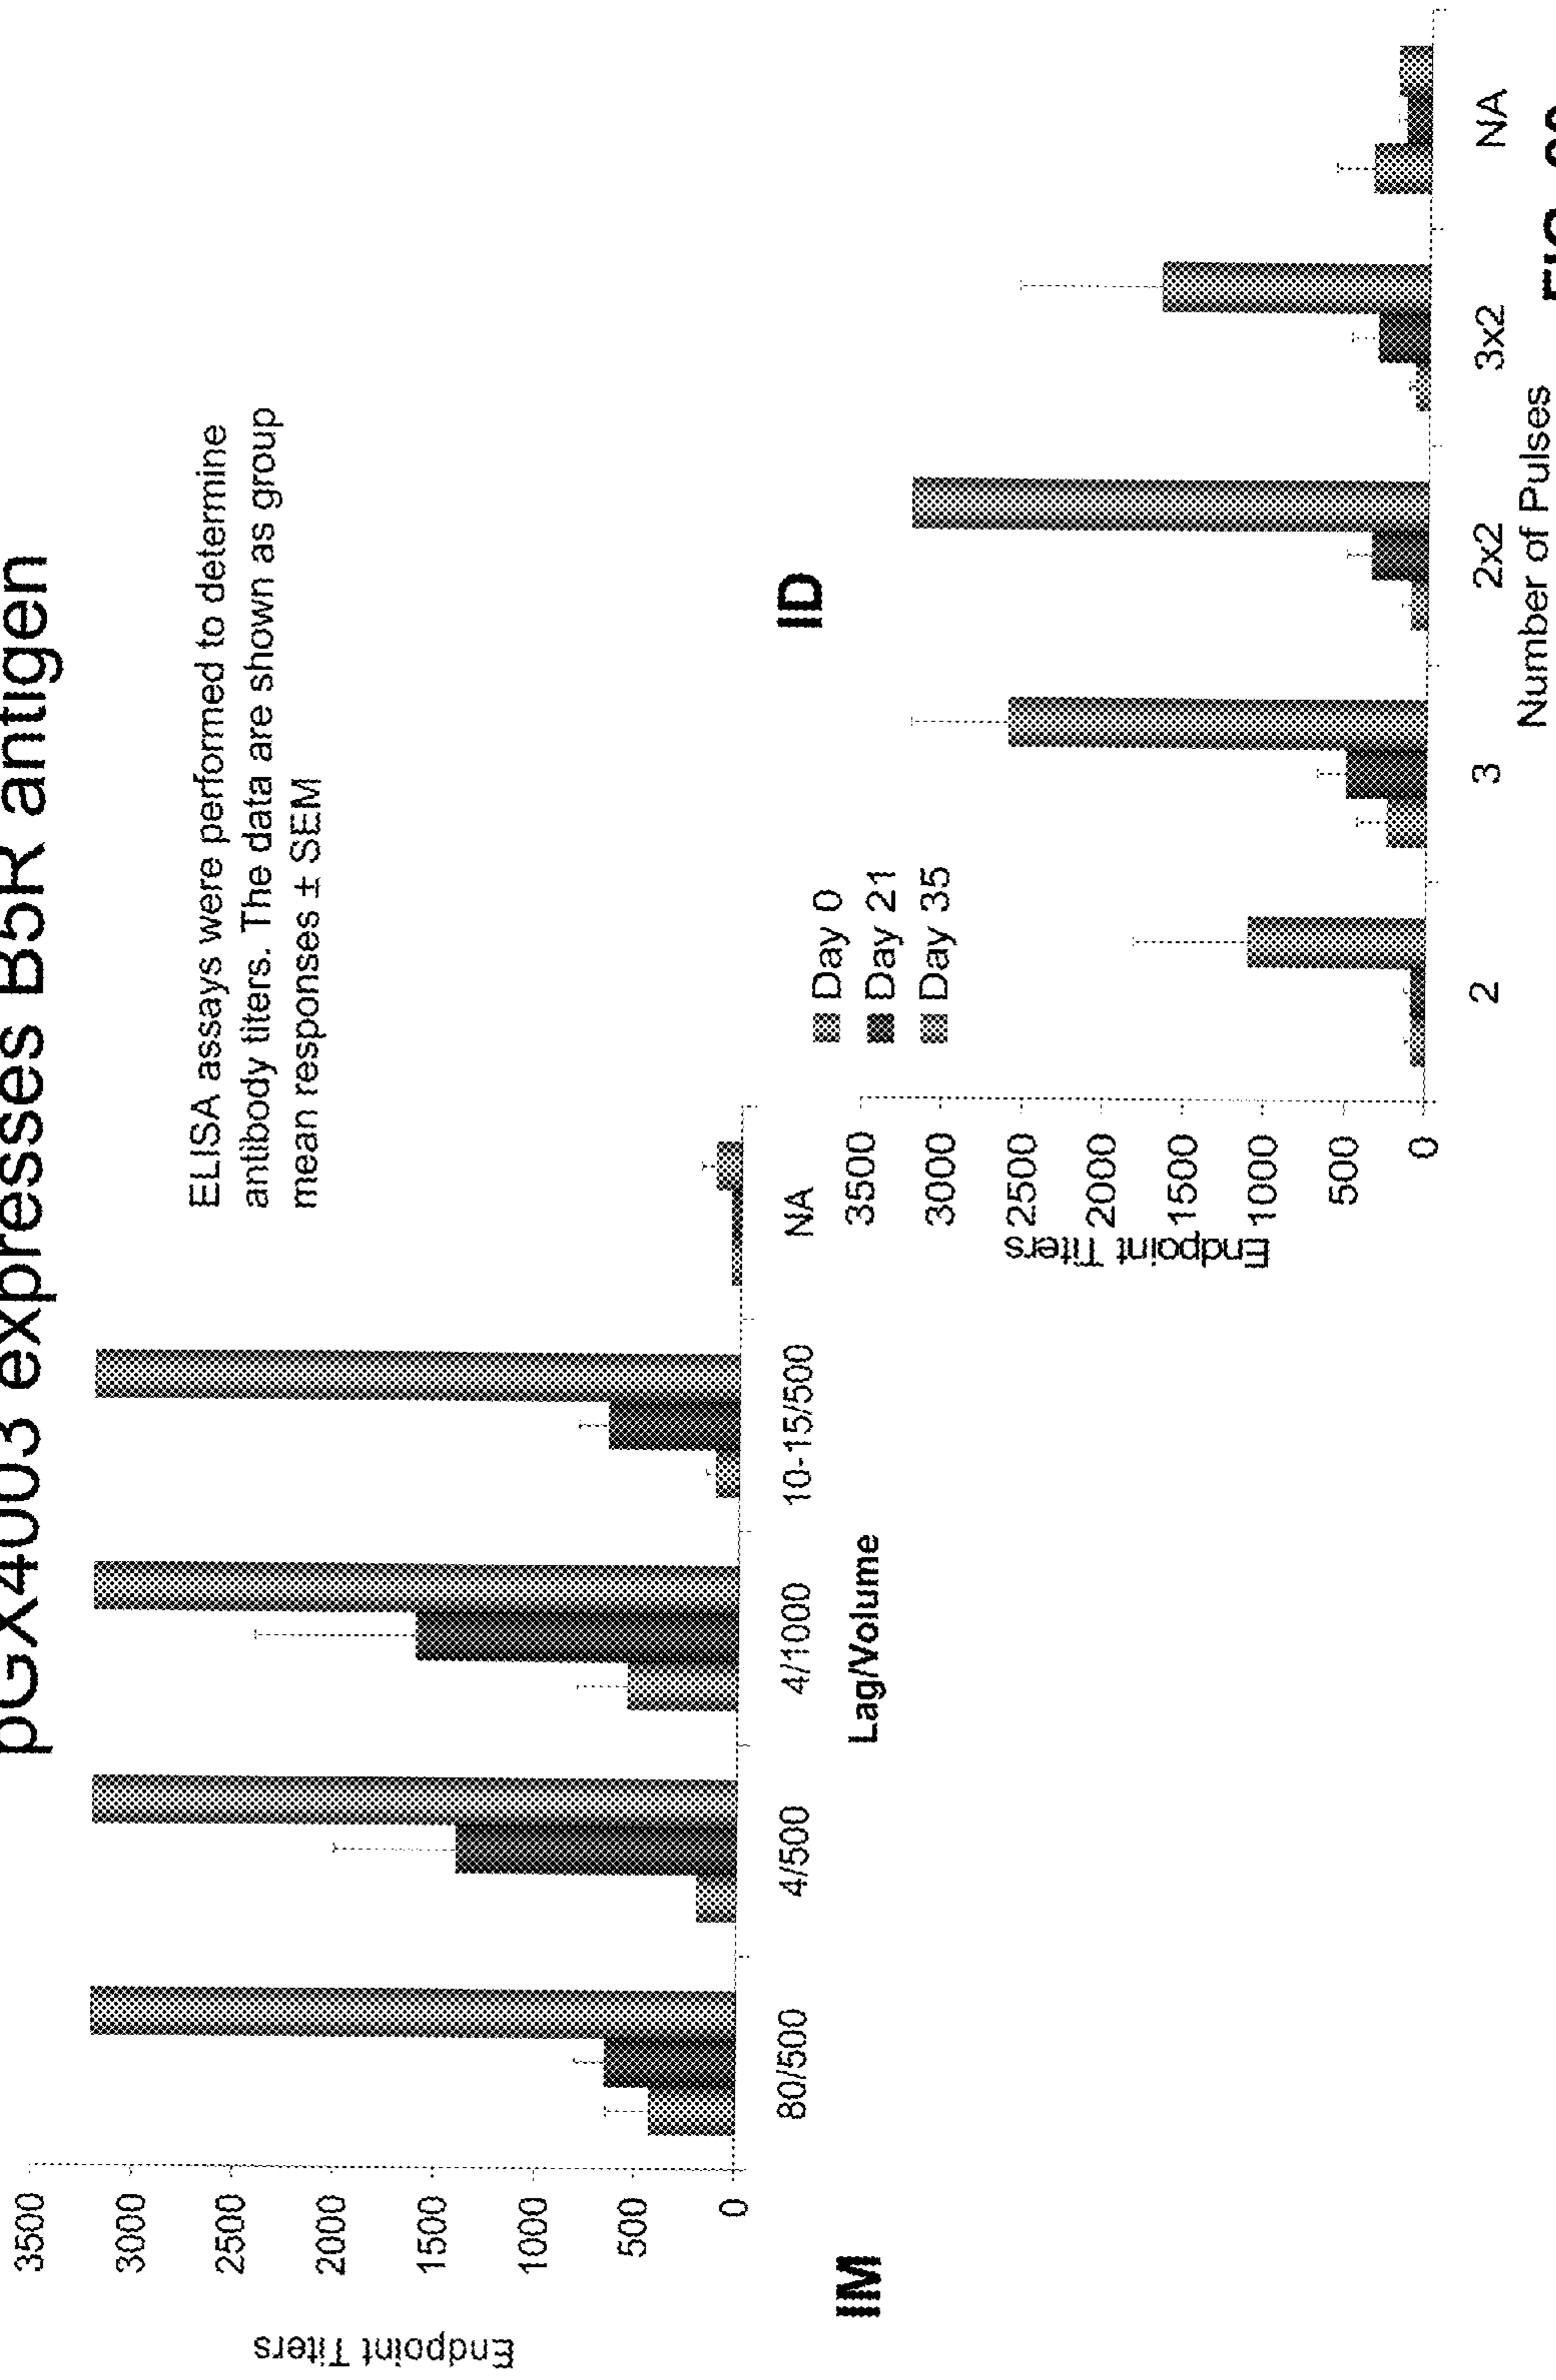 pGX4003 expresses B5R antigen
ELISA assays were performed to determine
antibody titers. The data are shown as group
mean responses ± SEM
Endpoint Titers
3500
3000
2500
2000
1500
1000
500
0
80/500
4/500
4/1000
10-15/500
NA
Lag/Volume
IM
ID
Day 0
Day 21
Day 35
Endpoint Titers
3500
3000
2500
2000
1500
1000
500
0
2
3
2x2
3x2
NA
Number of Pulses
FIG.